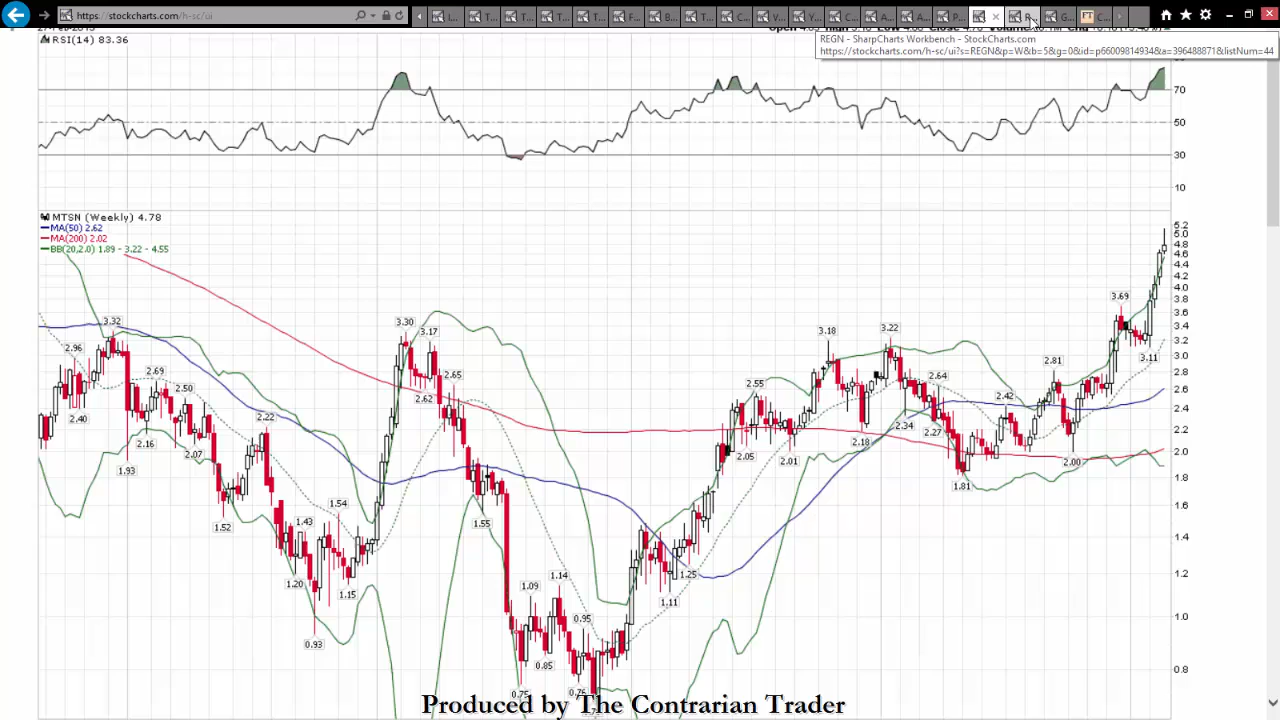 https://stockcharts.com/h-sc/ui
L...
T...
T...
T...
T...
F...
B...
T...
C...
V...
Y...
C...
A...
A...
P...
R...
G...
C...
REGN - SharpCharts Workbench - StockCharts.com
https://stockcharts.com/h-sc/ui?s=REGN&p=W&b=5&g=0&id=p66009814934&a=396488871&listNum=44
RSI(14) 83.36
70
50
30
10
MTSN (Weekly) 4.78
MA(50) 2.62
MA(200) 2.02
BB(20,2.0) 1.89 - 3.22 - 4.55
5.2
5.0
4.8
4.6
4.4
4.2
4.0
3.8
3.6
3.4
3.2
3.0
2.8
2.6
2.4
2.2
2.0
1.8
1.6
1.4
1.2
1.0
0.8
2.96
3.32
2.40
2.69
2.16
1.93
2.50
2.07
1.52
2.22
1.20
1.43
0.93
1.54
1.15
3.30
3.17
2.62
2.65
1.55
0.75
1.09
0.85
1.14
0.76
0.95
1.11
1.25
2.05
2.55
2.01
3.18
2.18
3.22
2.34
2.27
2.64
1.81
2.42
2.81
2.00
3.69
3.11
Produced by The Contrarian Trader